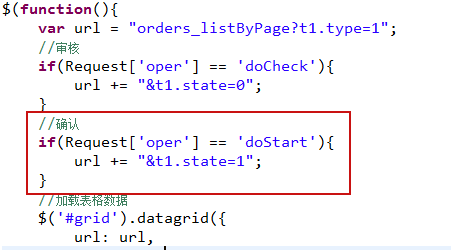 $(function(){
var url = "orders_listByPage?t1.type=1";
//审核
if(Request['oper'] == 'doCheck'){
url += "&t1.state=0";
}
//确认
if(Request['oper'] == 'doStart'){
url += "&t1.state=1";
}
//加载表格数据
$('#grid').datagrid({
url: url,